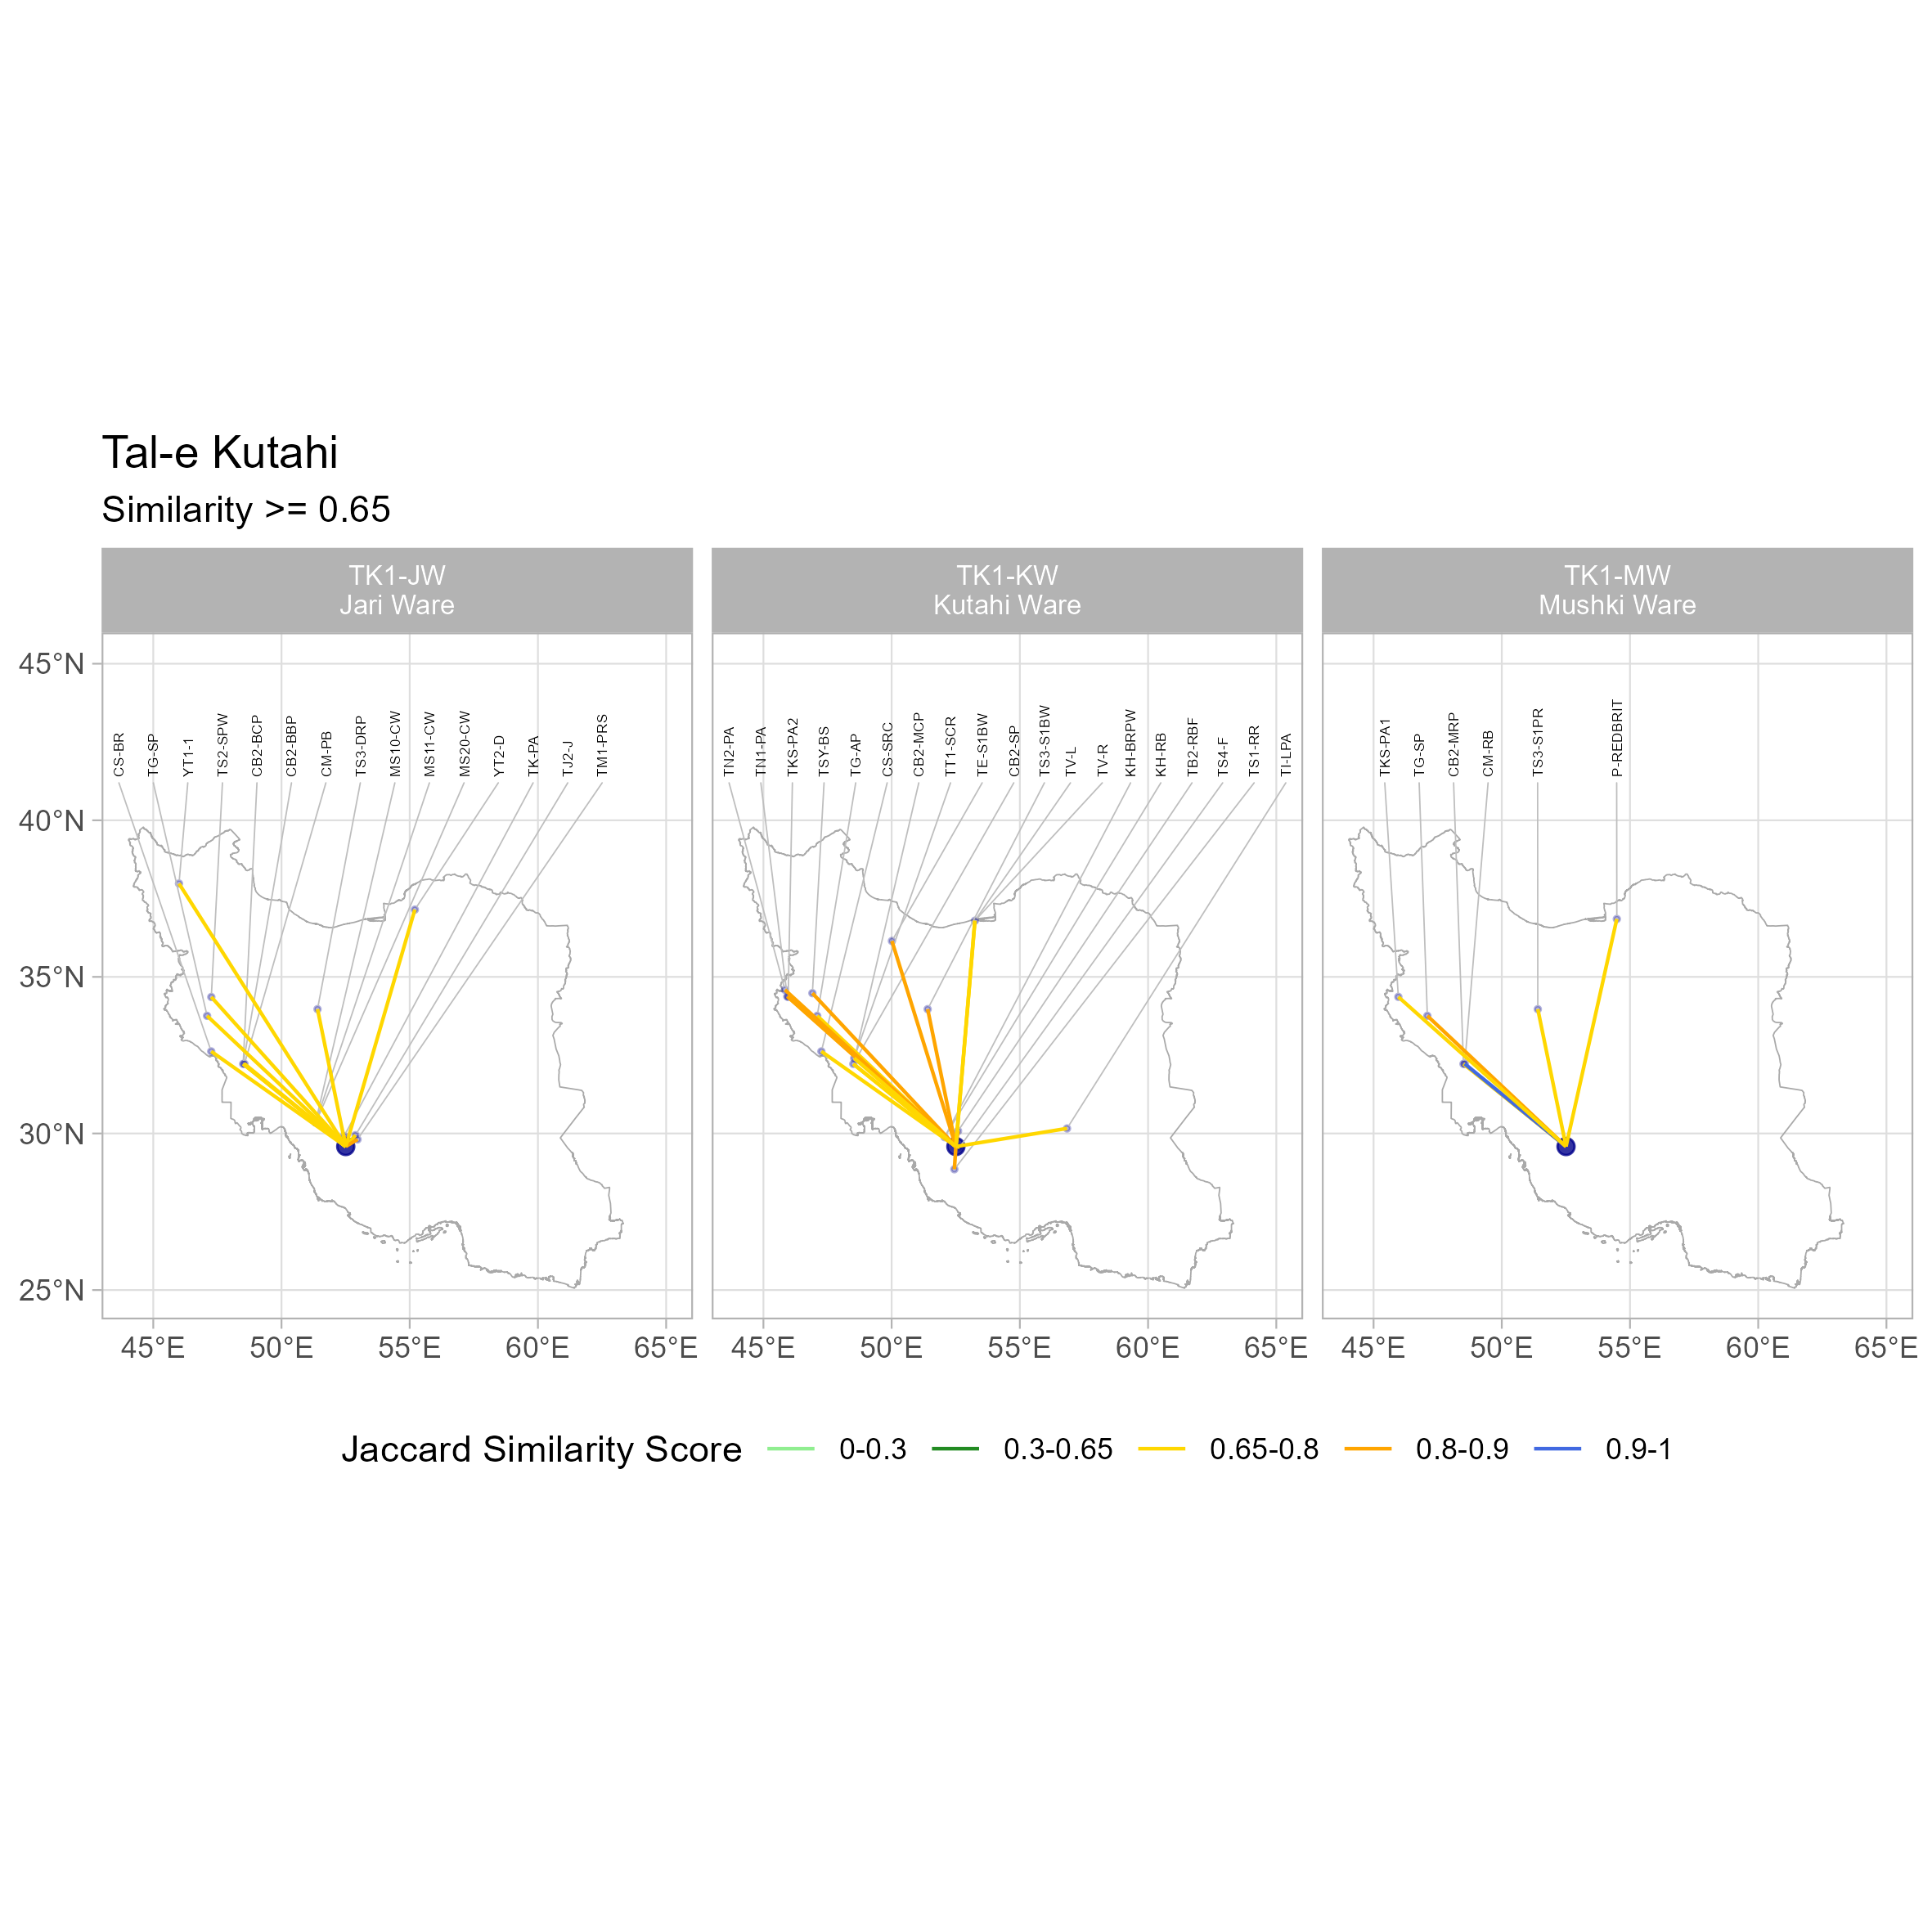 Tal-e Kutahi
Similarity >= 0.65
TK1-JW
Jari Ware
TK1-KW
Kutahi Ware
TK1-MW
Mushki Ware
45°N
40°N
35°N
30°N
25°N
CS-BR
TG-SP
YT1-1
TS2-SPW
CB2-BCP
CB2-BBP
CM-PB
TS3-DRP
MS10-CW
MS11-CW
MS20-CW
YT2-D
TK-PA
TJ2-J
TM1-PRS
TN2-PA
TN1-PA
TKS-PA2
TSY-BS
TG-AP
CS-SRC
CB2-MCP
TT1-SCR
TE-S1BW
CB2-SP
TS3-S1BW
TV-L
TV-R
KH-BRPW
KH-RB
TB2-RBF
TS4-F
TS1-RR
TI-LPA
TKS-PA1
TG-SP
CB2-MRP
CM-RB
TS3-S1PR
P-REDBRIT
45°E 50°E 55°E 60°E 65°E 45°E 50°E 55°E 60°E 65°E 45°E 50°E 55°E 60°E 65°E
Jaccard Similarity Score 0-0.3 0.3-0.65 0.65-0.8 0.8-0.9 0.9-1